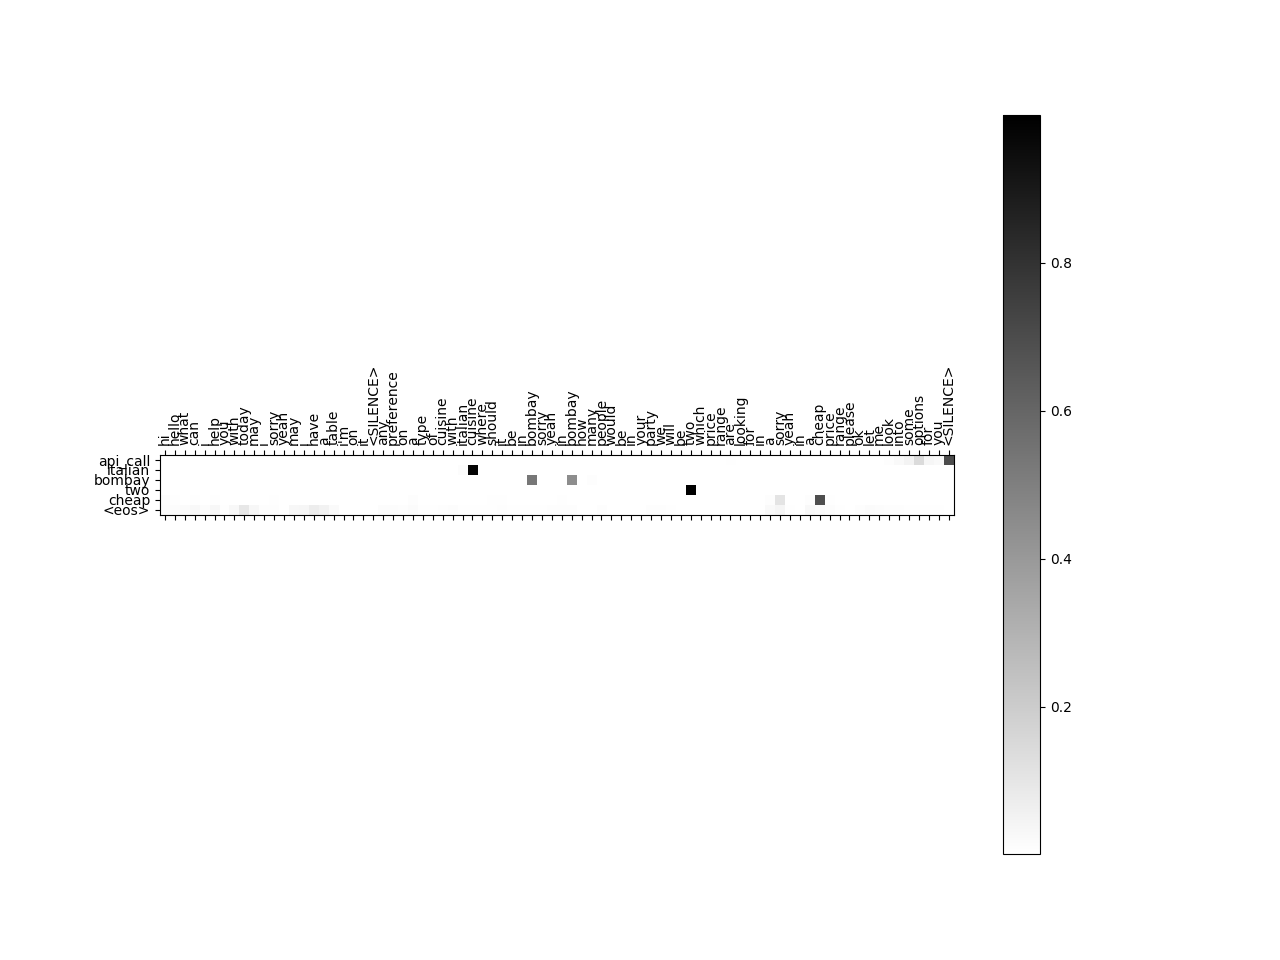 hi
hello
what
can
i
help
you
with
today
may
i
sorry
yeah
may
i
have
a
table
i'm
on
it
<SILENCE>
any
preference
on
a
type
of
cuisine
with
italian
cuisine
where
should
it
be
in
bombay
sorry
yeah
in
bombay
how
many
people
would
be
in
your
party
we
will
be
two
which
price
range
are
looking
for
in
a
sorry
yeah
in
a
cheap
price
range
please
ok
let
me
look
into
some
options
for
you
<SILENCE>
api_call
italian
bombay
two
cheap
<eos>
0.8
0.6
0.4
0.2